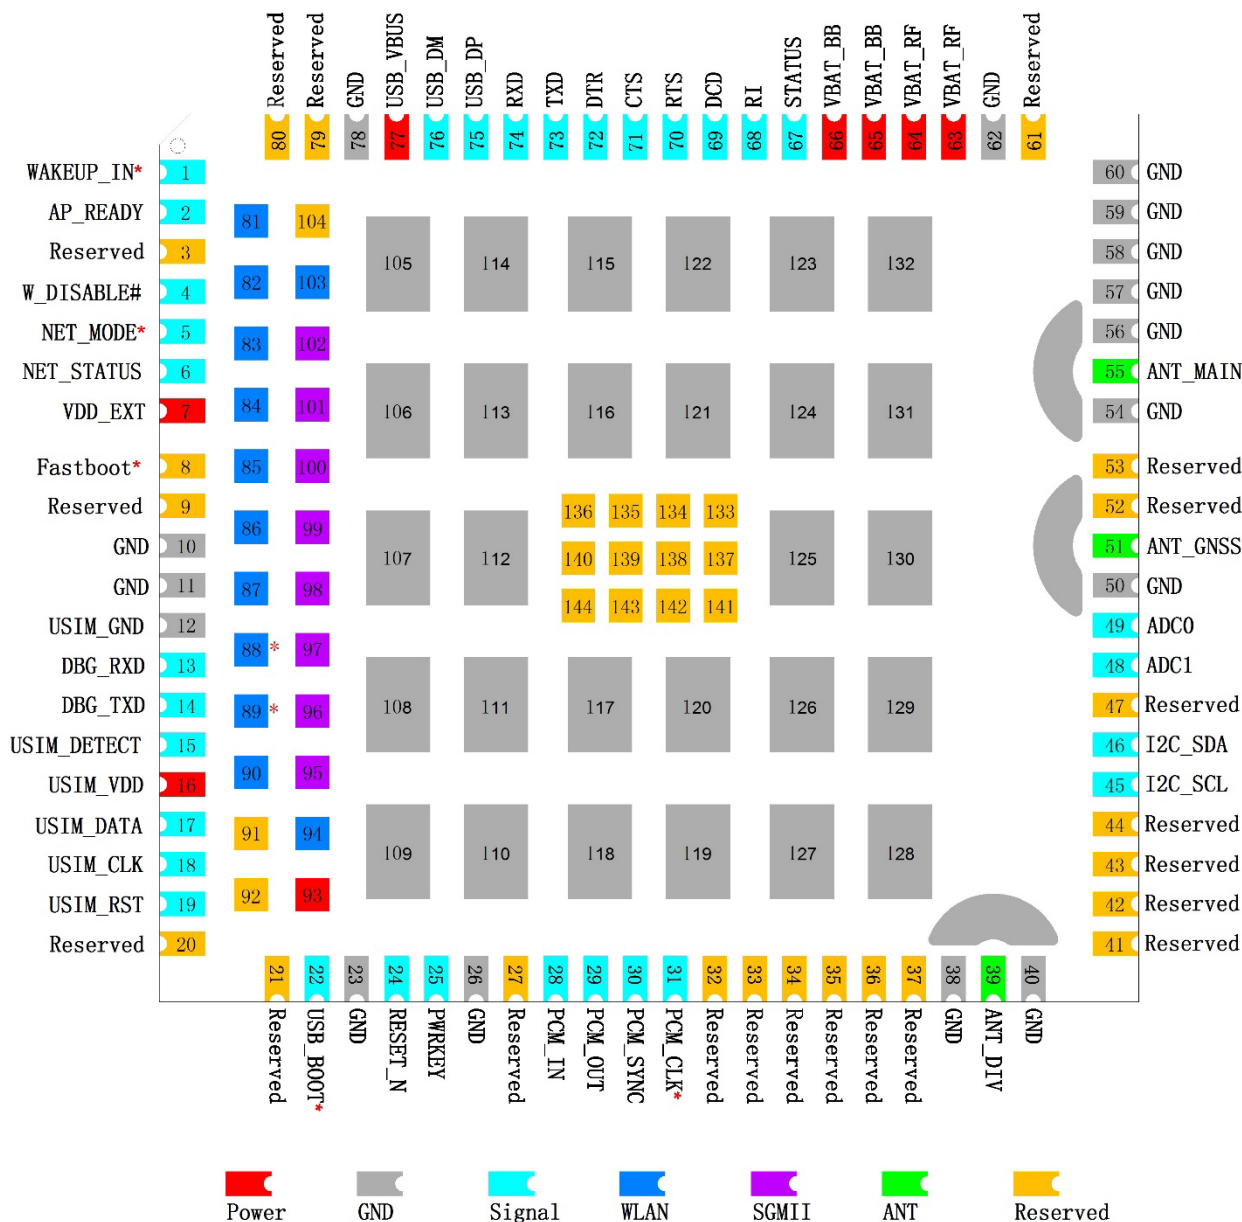 Reserved
Reserved
GND
USB_VBUS
USB_DM
USB_DP
RXD
TXD
DTR
CTS
RTS
DCD
RI
STATUS
VBAT_BB
VBAT_BB
VBAT_RF
VBAT_RF
GND
Reserved
80 79 78 77 76 75 74 73 72 71 70 69 68 67 66 65 64 63 62 61
WAKEUP_IN* 1
AP_READY 2
Reserved 3
W_DISABLE# 4
NET_MODE* 5
NET_STATUS 6
VDD_EXT 7
Fastboot* 8
Reserved 9
GND 10
GND 11
USIM_GND 12
DBG_RXD 13
DBG_TXD 14
USIM_DETECT 15
USIM_VDD 16
USIM_DATA 17
USIM_CLK 18
USIM_RST 19
Reserved 20
81 104
82 103
83 102
84 101
85 100
86 99
87 98
88 * 97
89 * 96
90 95
91 94
92 93
105 114 115 122 123 132
106 113 116 121 124 131
107 112 125 130
136 135 134 133
140 139 138 137
144 143 142 141
108 111 117 120 126 129
109 110 118 119 127 128
60 GND
59 GND
58 GND
57 GND
56 GND
55 ANT_MAIN
54 GND
53 Reserved
52 Reserved
51 ANT_GNSS
50 GND
49 ADC0
48 ADC1
47 Reserved
46 I2C_SDA
45 I2C_SCL
44 Reserved
43 Reserved
42 Reserved
41 Reserved
21 22 23 24 25 26 27 28 29 30 31 32 33 34 35 36 37 38 39 40
Reserved
USB_BOOT*
GND
RESET_N
PWRKEY
GND
Reserved
PCM_IN
PCM_OUT
PCM_SYNC
PCM_CLK*
Reserved
Reserved
Reserved
Reserved
Reserved
Reserved
GND
ANT_DIV
GND
Power GND Signal WLAN SGMII ANT Reserved